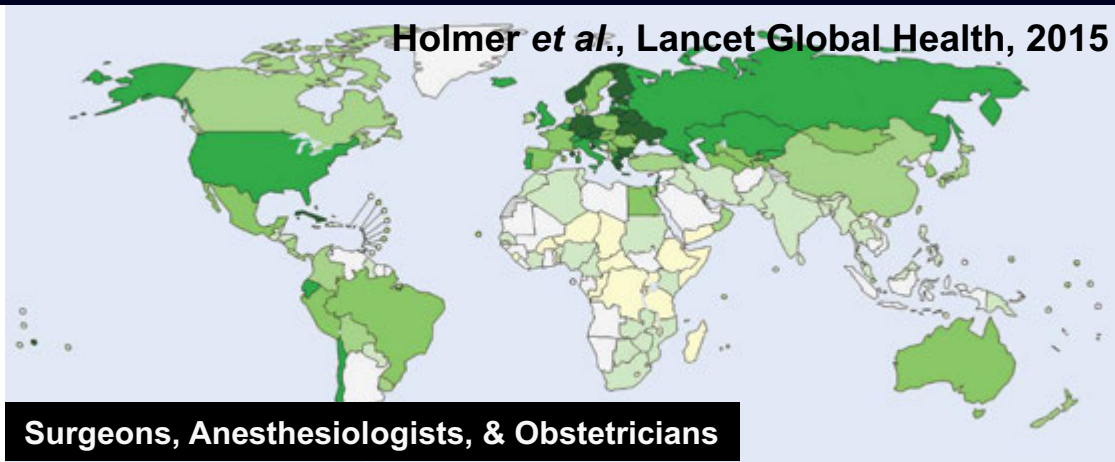 Holmer et al., Lancet Global Health, 2015
Surgeons, Anesthesiologists, & Obstetricians